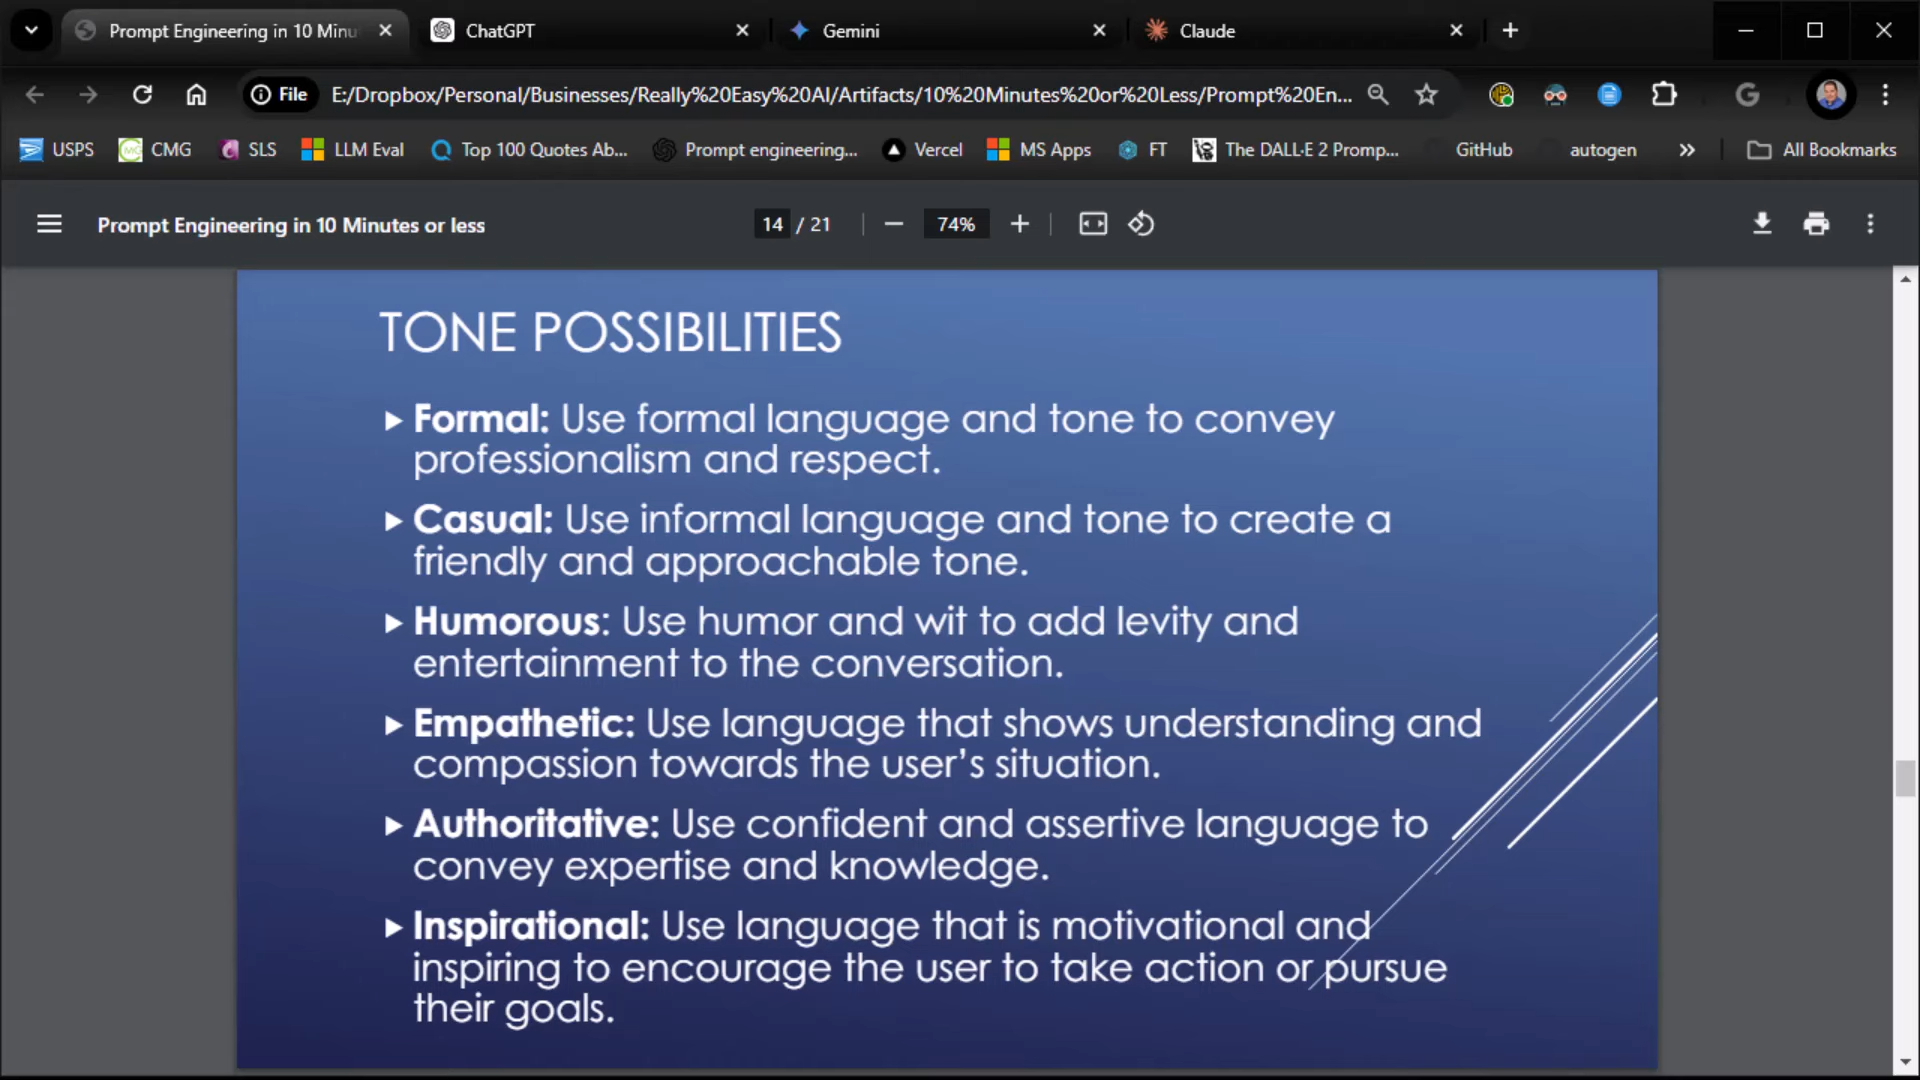 Prompt Engineering in 10 Minu
ChatGPT
Gemini
Claude
File
E:/Dropbox/Personal/Businesses/Really%20Easy%20AI/Artifacts/10%20Minutes%20or%20Less/Prompt%20En...
USPS
CMG
SLS
LLM Eval
Top 100 Quotes Ab...
Prompt engineering...
Vercel
MS Apps
FT
The DALL·E 2 Promp...
GitHub
autogen
All Bookmarks
Prompt Engineering in 10 Minutes or less
14 / 21
74%
TONE POSSIBILITIES
Formal: Use formal language and tone to convey
professionalism and respect.
Casual: Use informal language and tone to create a
friendly and approachable tone.
Humorous: Use humor and wit to add levity and
entertainment to the conversation.
Empathetic: Use language that shows understanding and
compassion towards the user's situation.
Authoritative: Use confident and assertive language to
convey expertise and knowledge.
Inspirational: Use language that is motivational and
inspiring to encourage the user to take action or pursue
their goals.